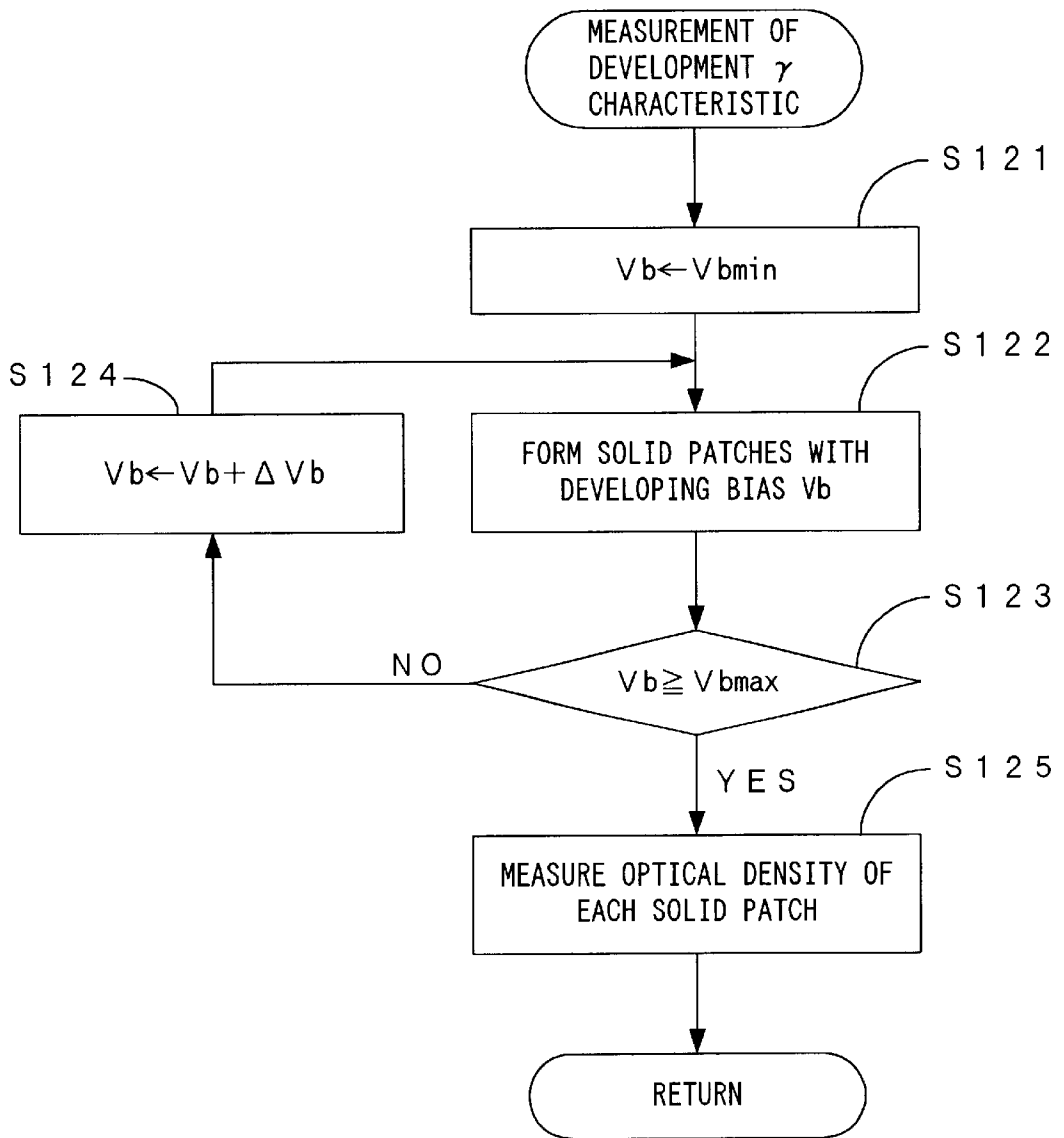 MEASUREMENT OF
DEVELOPMENT γ
CHARACTERISTIC
S121
Vb←Vbmin
S122
S124
FORM SOLID PATCHES WITH
DEVELOPING BIAS Vb
Vb←Vb+Δ Vb
S123
NO
Vb≧Vbmax
YES
S125
MEASURE OPTICAL DENSITY OF
EACH SOLID PATCH
RETURN